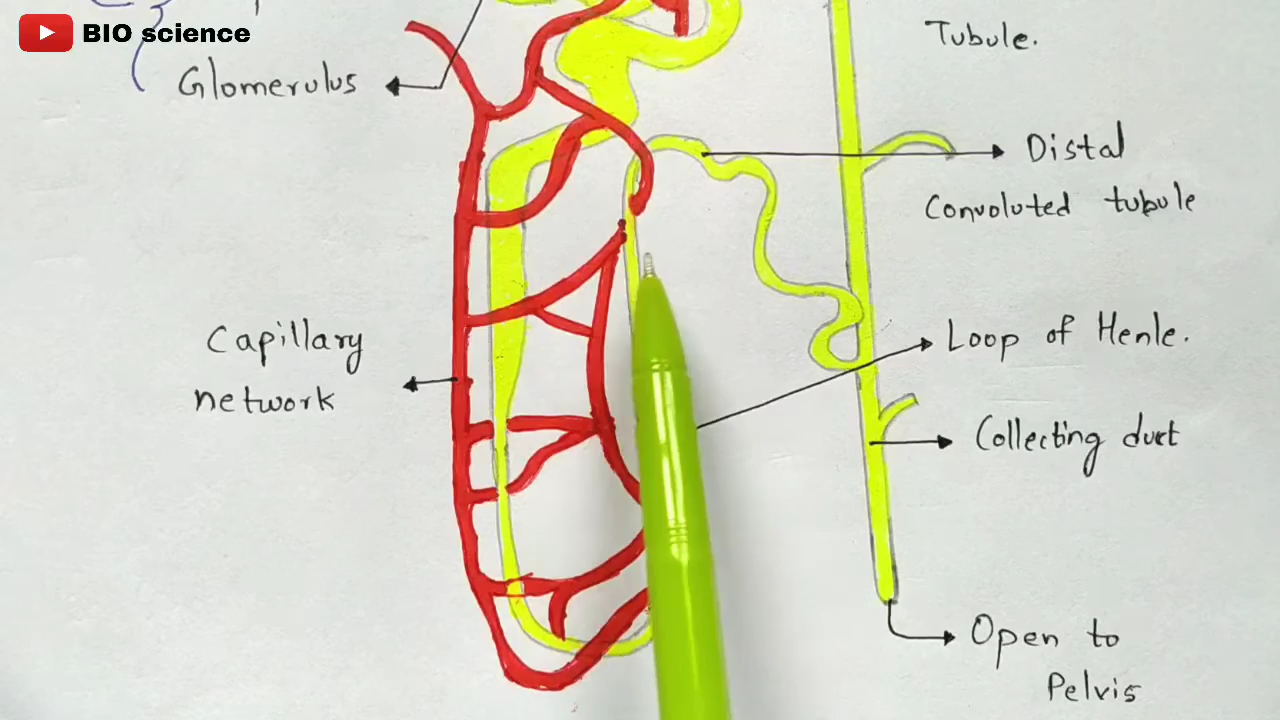 BIO science
Glomerulus
Tubule.
Distal
Convoluted tubule
Capillary
network
Loop of Henle.
Collecting duct
Open to
Pelvis